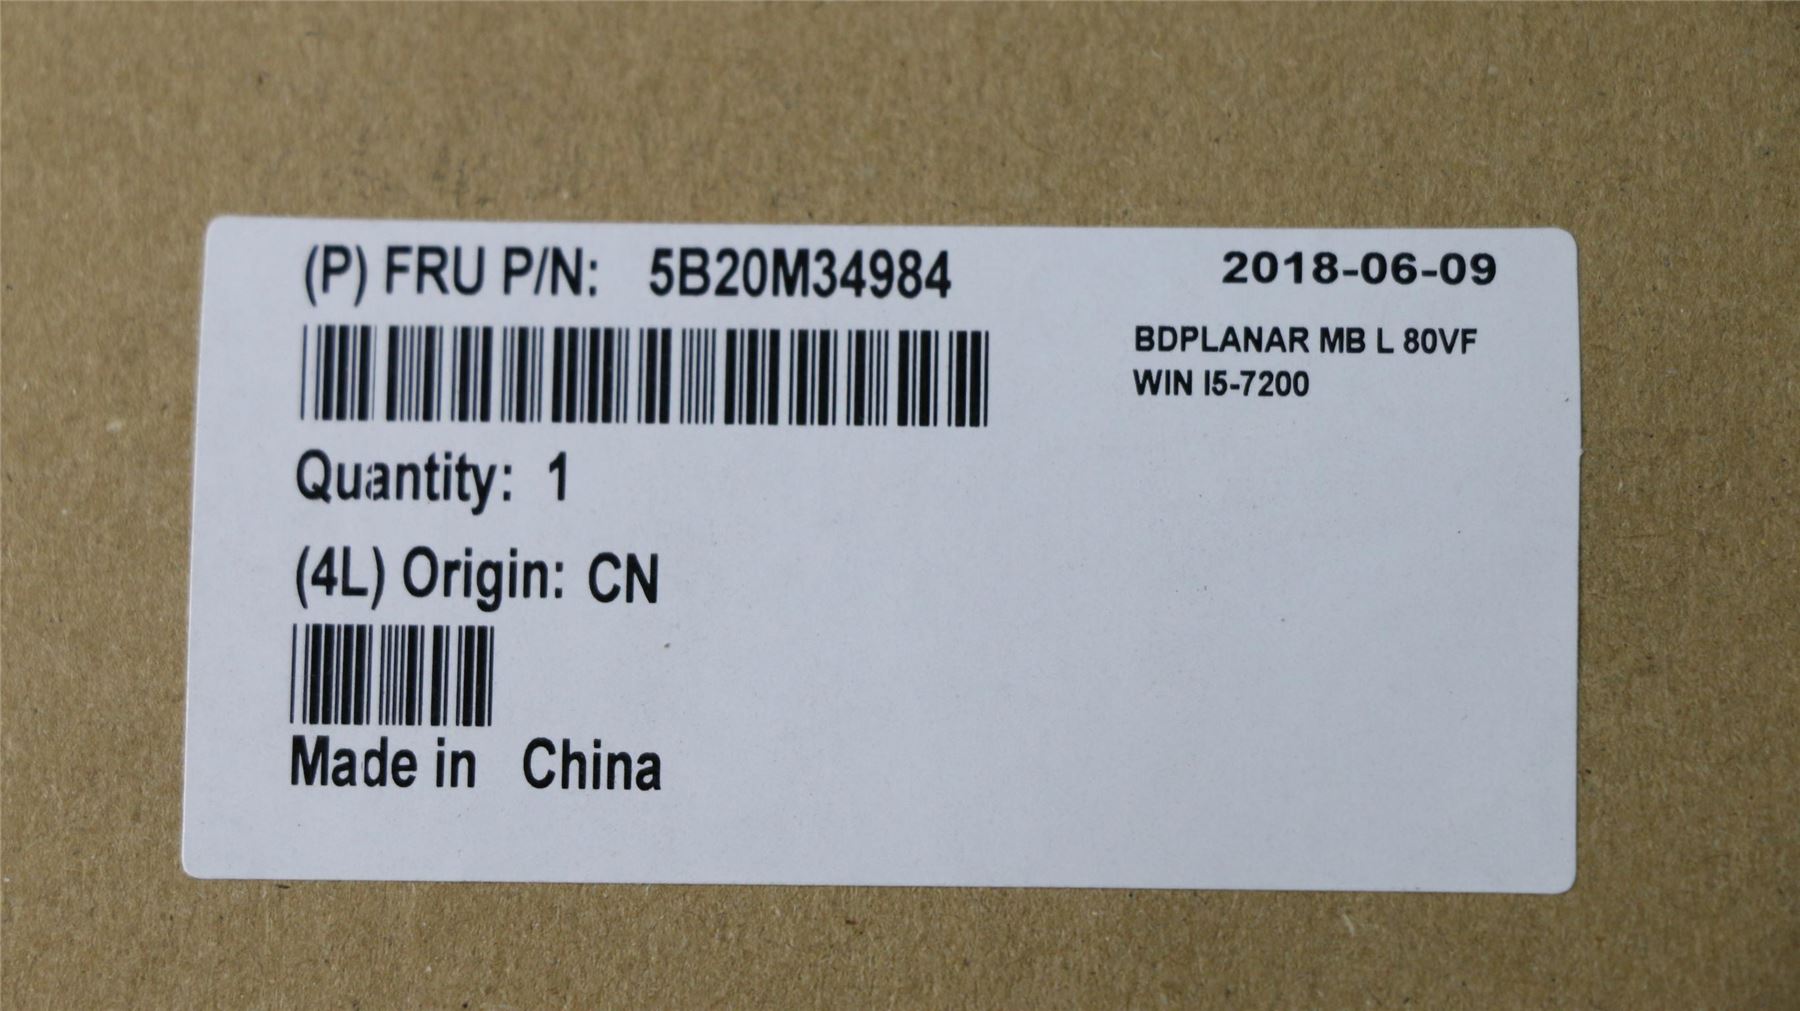 (P) FRU P/N: 5B20M34984
2018-06-09
BDPLANAR MB L 80VF
WIN I5-7200
Quantity: 1
(4L) Origin: CN
Made in China